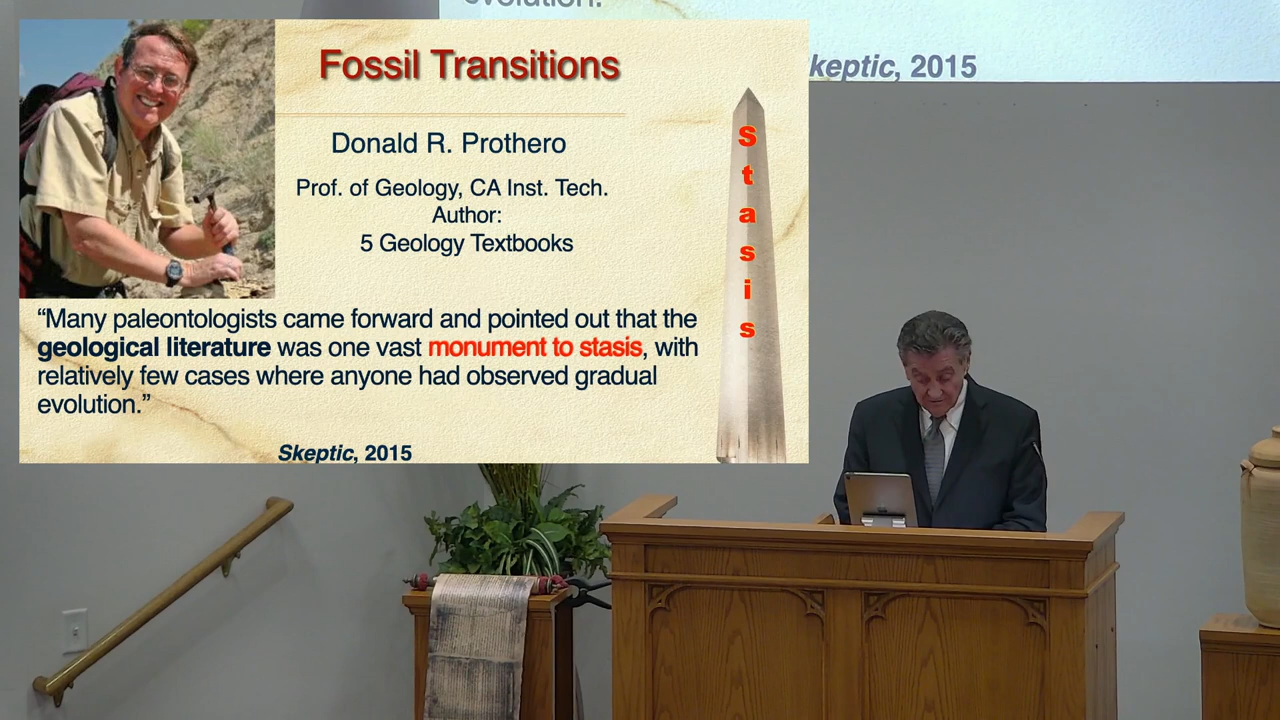 evolution.
Skeptic, 2015
Fossil Transitions
Donald R. Prothero
Prof. of Geology, CA Inst. Tech.
Author:
5 Geology Textbooks
“Many paleontologists came forward and pointed out that the
geological literature was one vast monument to stasis, with
relatively few cases where anyone had observed gradual
evolution.”
Skeptic, 2015
Stasis